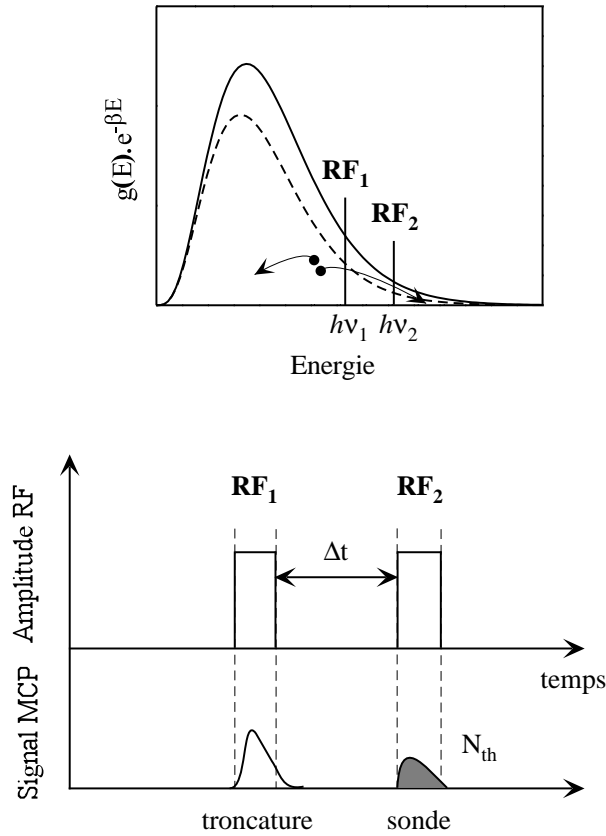 g(E).e-βE
RF1
RF2
hν1 hν2
Energie
Amplitude RF
RF1
RF2
Δt
temps
Signal MCP
Nth
troncature
sonde